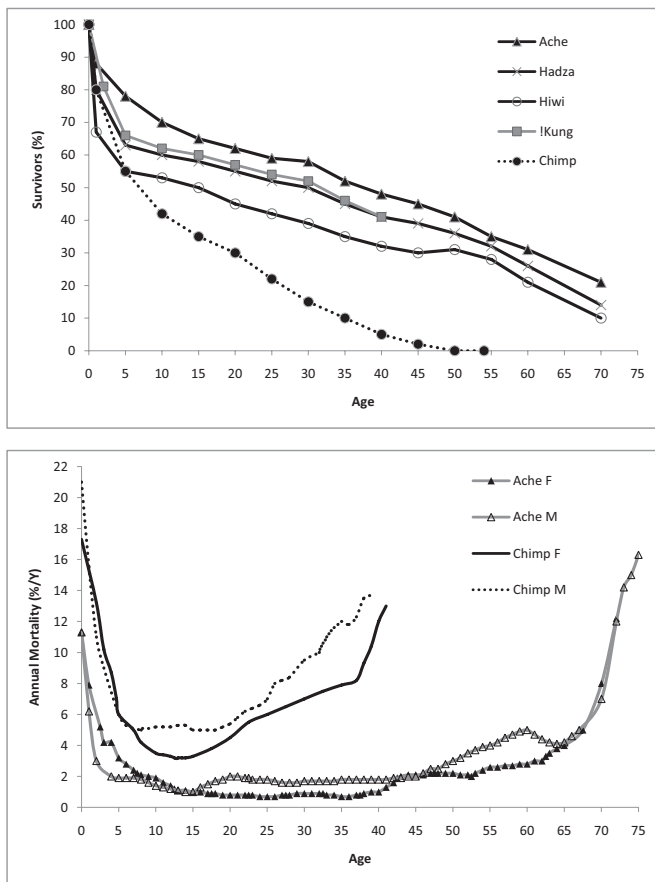 100
90
80
70
60
50
40
30
20
10
0
Survivors (%)
Ache
Hadza
Hiwi
!Kung
Chimp
0 5 10 15 20 25 30 35 40 45 50 55 60 65 70 75
Age
22
20
18
16
14
12
10
8
6
4
2
0
Annual Mortality (%/Y)
Ache F
Ache M
Chimp F
Chimp M
0 5 10 15 20 25 30 35 40 45 50 55 60 65 70 75
Age